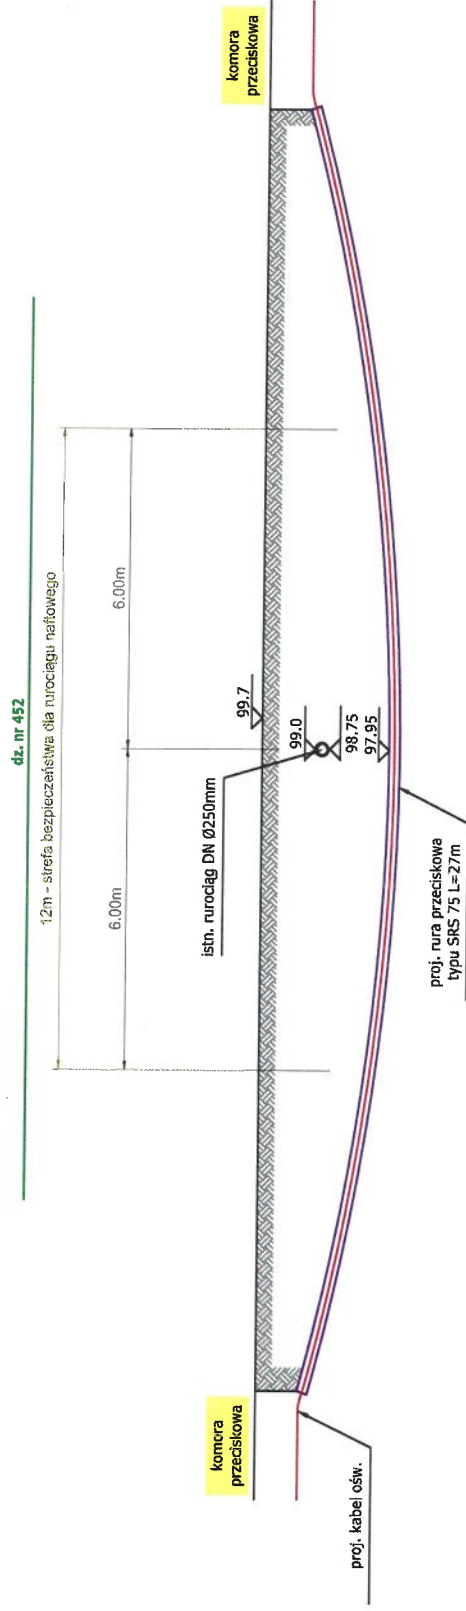 dz. nr 452
12m - strefa bezpieczeństwa dla rurociągu naftowego
6.00m
6.00m
komora
przeciskowa
komora
przeciskowa
99.7
istn. rurociąg DN Ø250mm
99.0
98.75
97.95
proj. rura przeciskowa
typu SRS 75 L=27m
proj. kabel ośw.